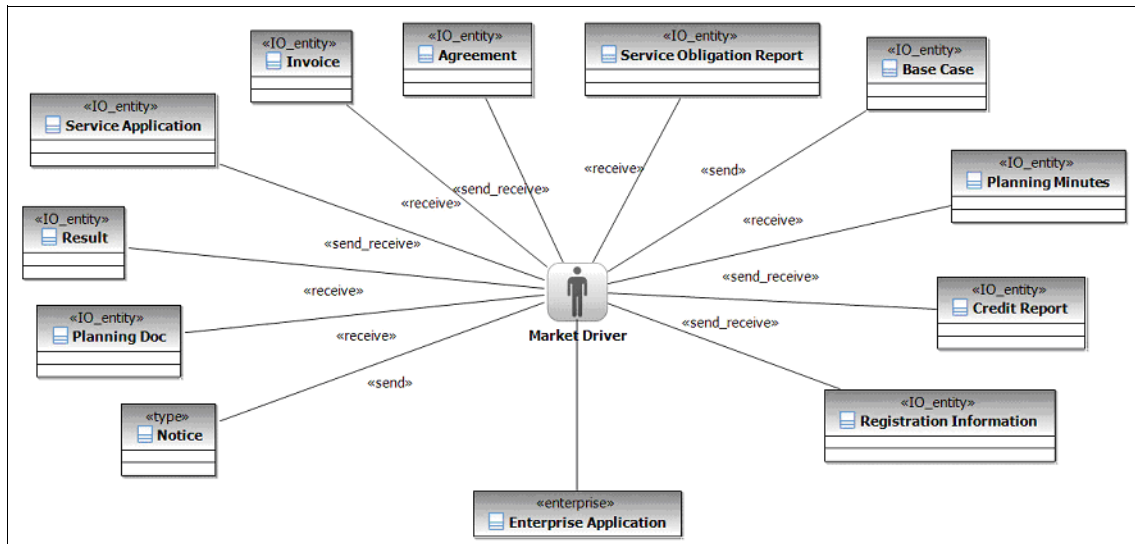 «IO_entity»
Invoice
«IO_entity»
Agreement
«IO_entity»
Service Obligation Report
«IO_entity»
Base Case
«IO_entity»
Service Application
«IO_entity»
Planning Minutes
«receive»
«send»
«send_receive»
«receive»
«receive»
«IO_entity»
Result
«send_receive»
«send_receive»
«IO_entity»
Credit Report
«receive»
«IO_entity»
Planning Doc
«send_receive»
«receive»
Market Driver
«send»
«IO_entity»
Registration Information
«type»
Notice
«enterprise»
Enterprise Application